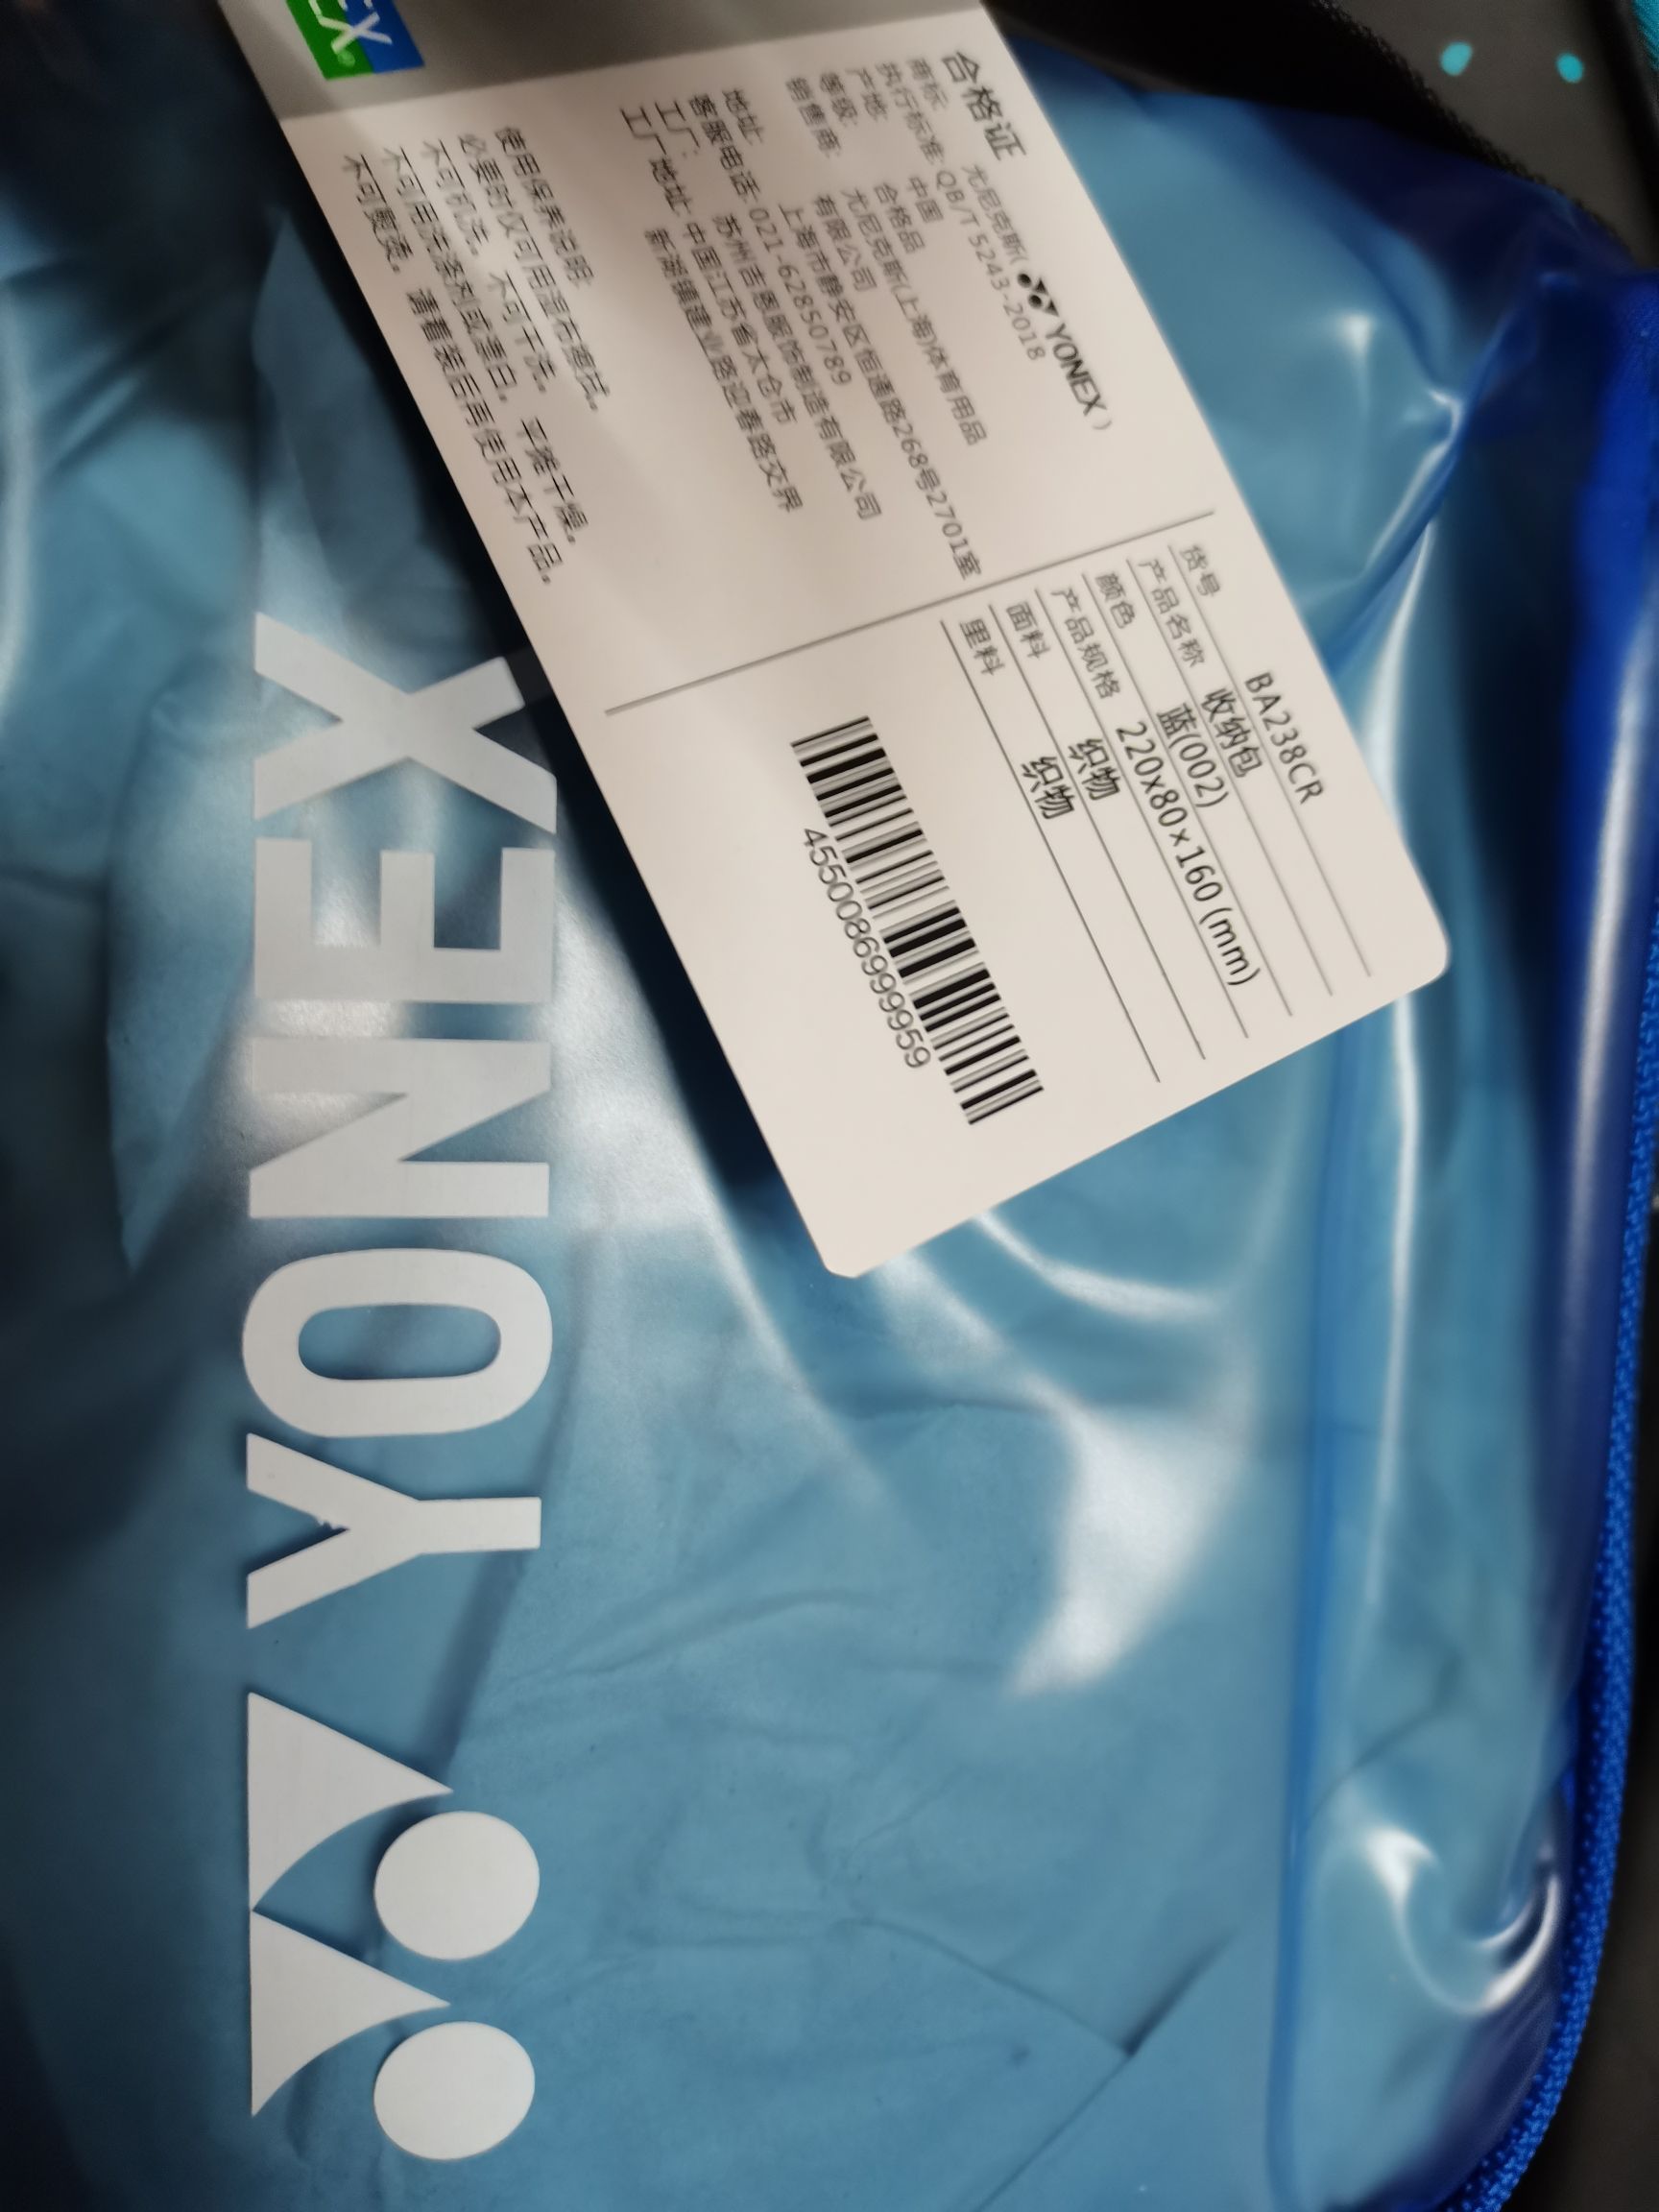 合格证
商标: 尤尼克斯( YONEX )
执行标准: QB/T 5243-2018
产地: 中国
等级: 合格品
销售商: 尤尼克斯(上海)体育用品
有限公司
地址: 上海市静安区恒通路268号2701室
客服电话: 021-62850789
工厂: 苏州吉恩服饰制造有限公司
工厂地址: 中国江苏省太仓市
新湖镇建业路迎春路交界
使用保养说明:
必要时仅可用湿布擦拭。
不可机洗。 不可干洗。 平摊干燥。
不可用洗涤剂或漂白。
不可熨烫。 请看班后再使用本产品。
货号 BA238CR
产品名称 收纳包
颜色 蓝(002)
产品规格 220x80x160(mm)
面料 织物
里料 织物
4550086999959
YONEX
EX